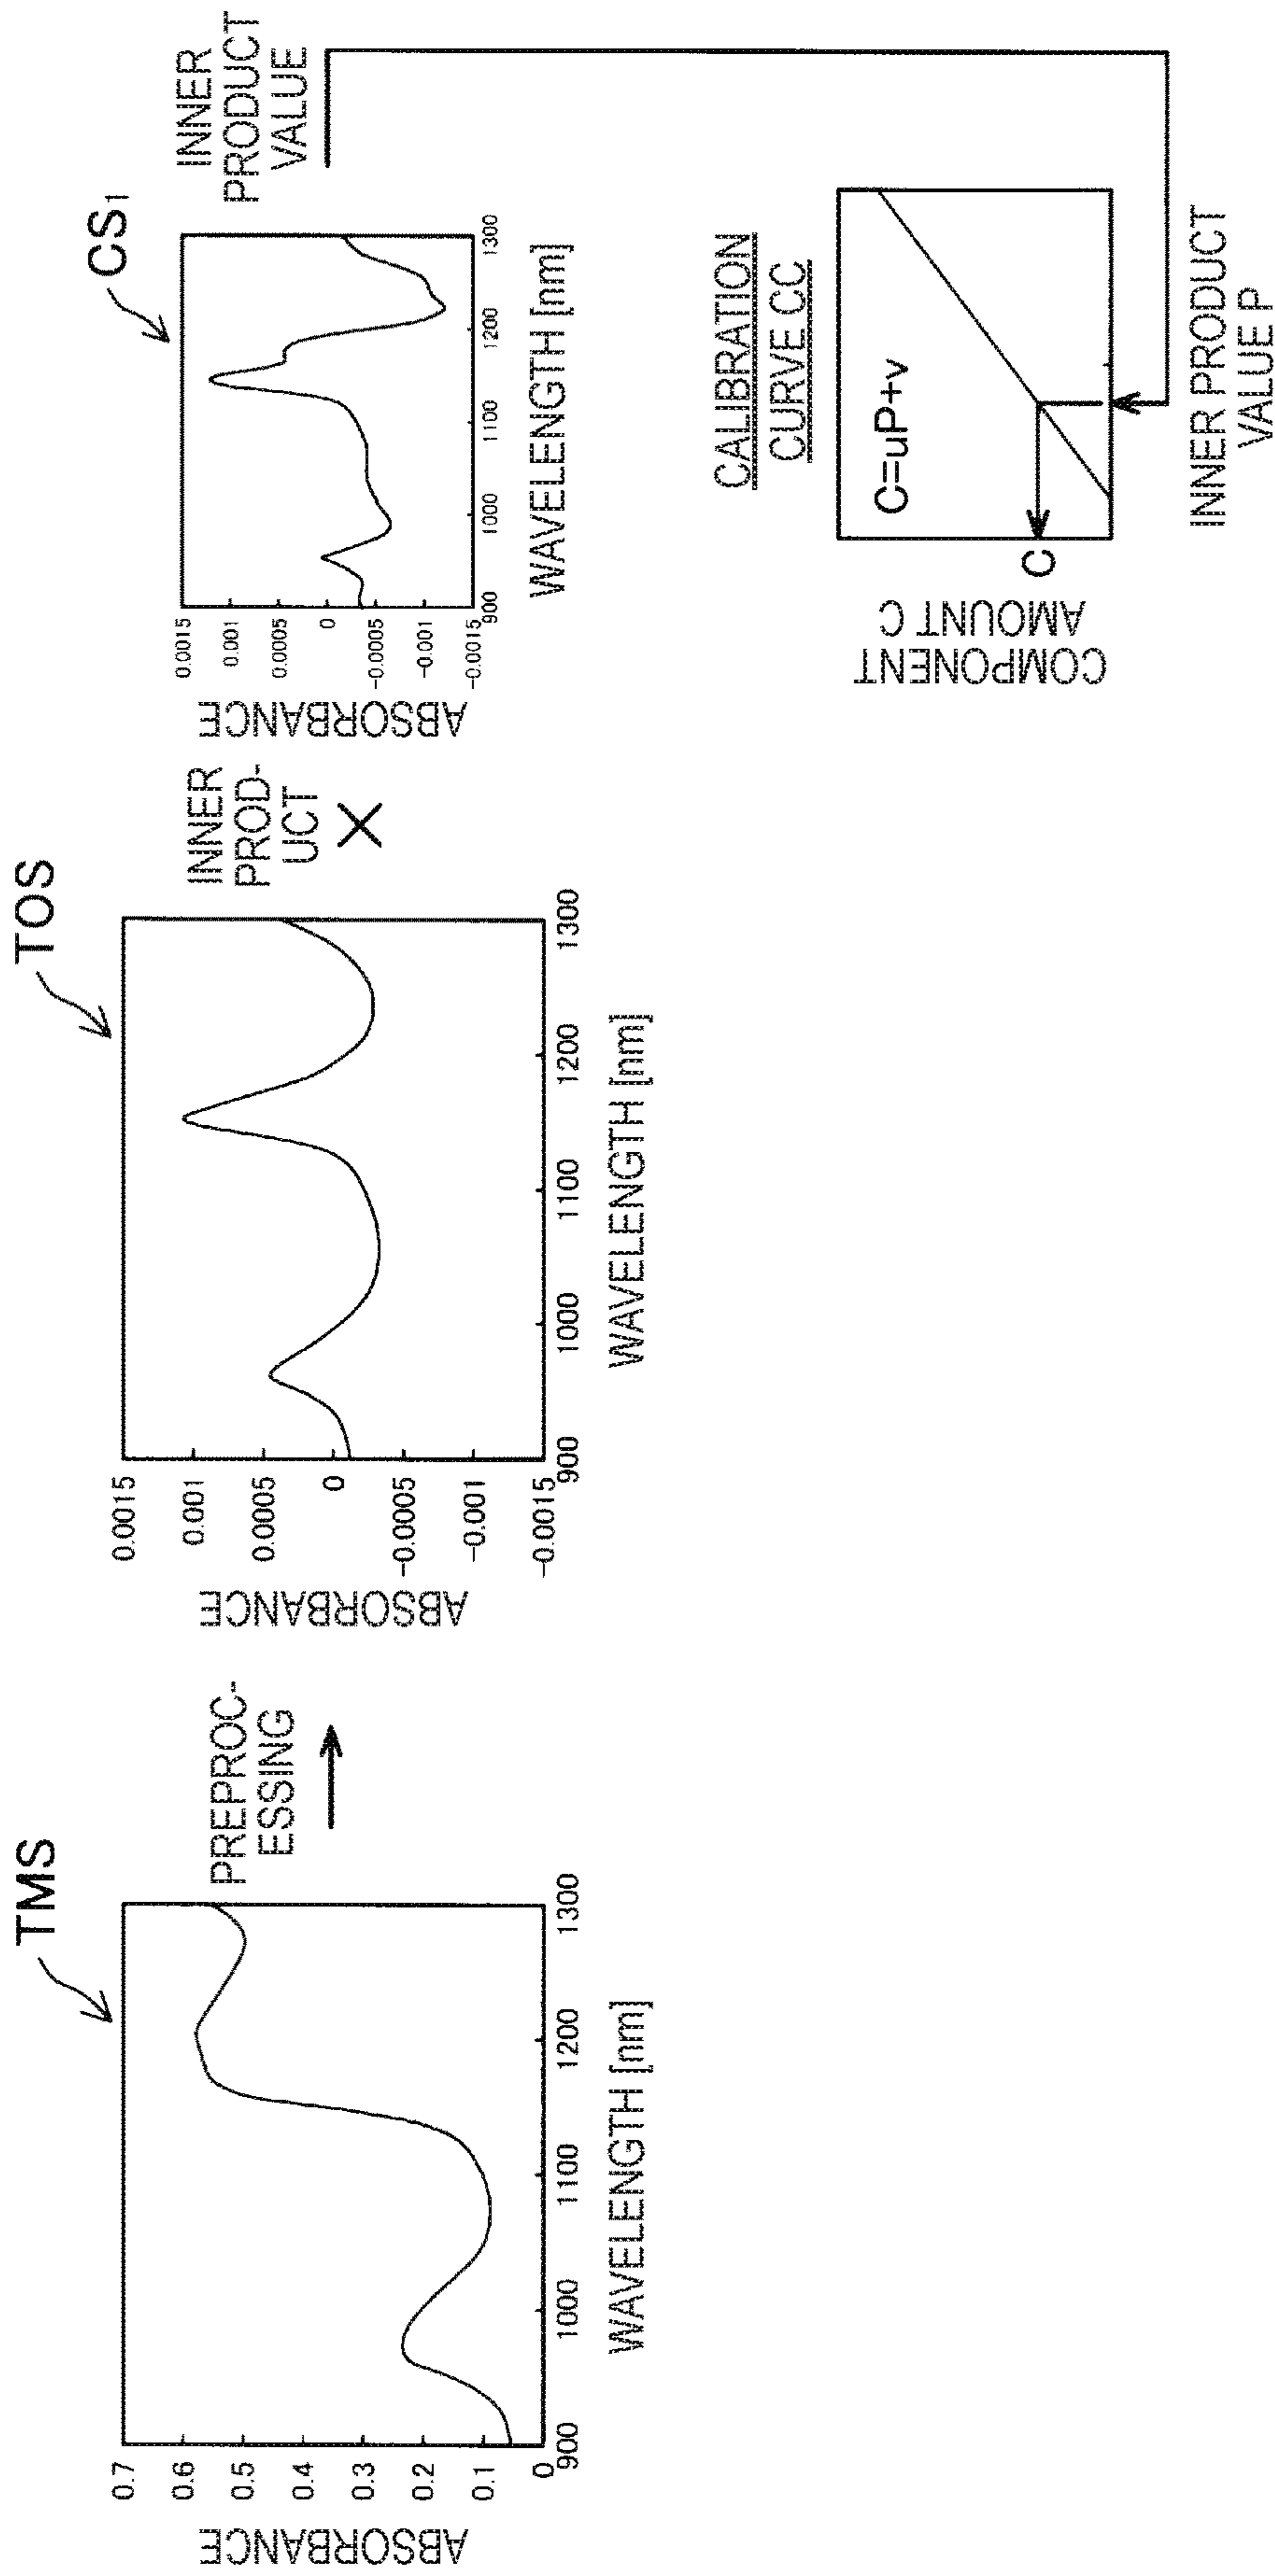 TMS
ABSORBANCE
0.7
0.6
0.5
0.4
0.3
0.2
0.1
0
900
1000
1100
1200
1300
WAVELENGTH [nm]
PREPROC-
ESSING
TOS
ABSORBANCE
0.0015
0.001
0.0005
0
-0.0005
-0.001
-0.0015
900
1000
1100
1200
1300
WAVELENGTH [nm]
INNER
PROD-
UCT
×
CS1
ABSORBANCE
0.0015
0.001
0.0005
0
-0.0005
-0.001
-0.0015
900
1000
1100
1200
1300
WAVELENGTH [nm]
INNER
PRODUCT
VALUE
CALIBRATION
CURVE CC
COMPONENT
AMOUNT C
C=uP+v
C
INNER PRODUCT
VALUE P